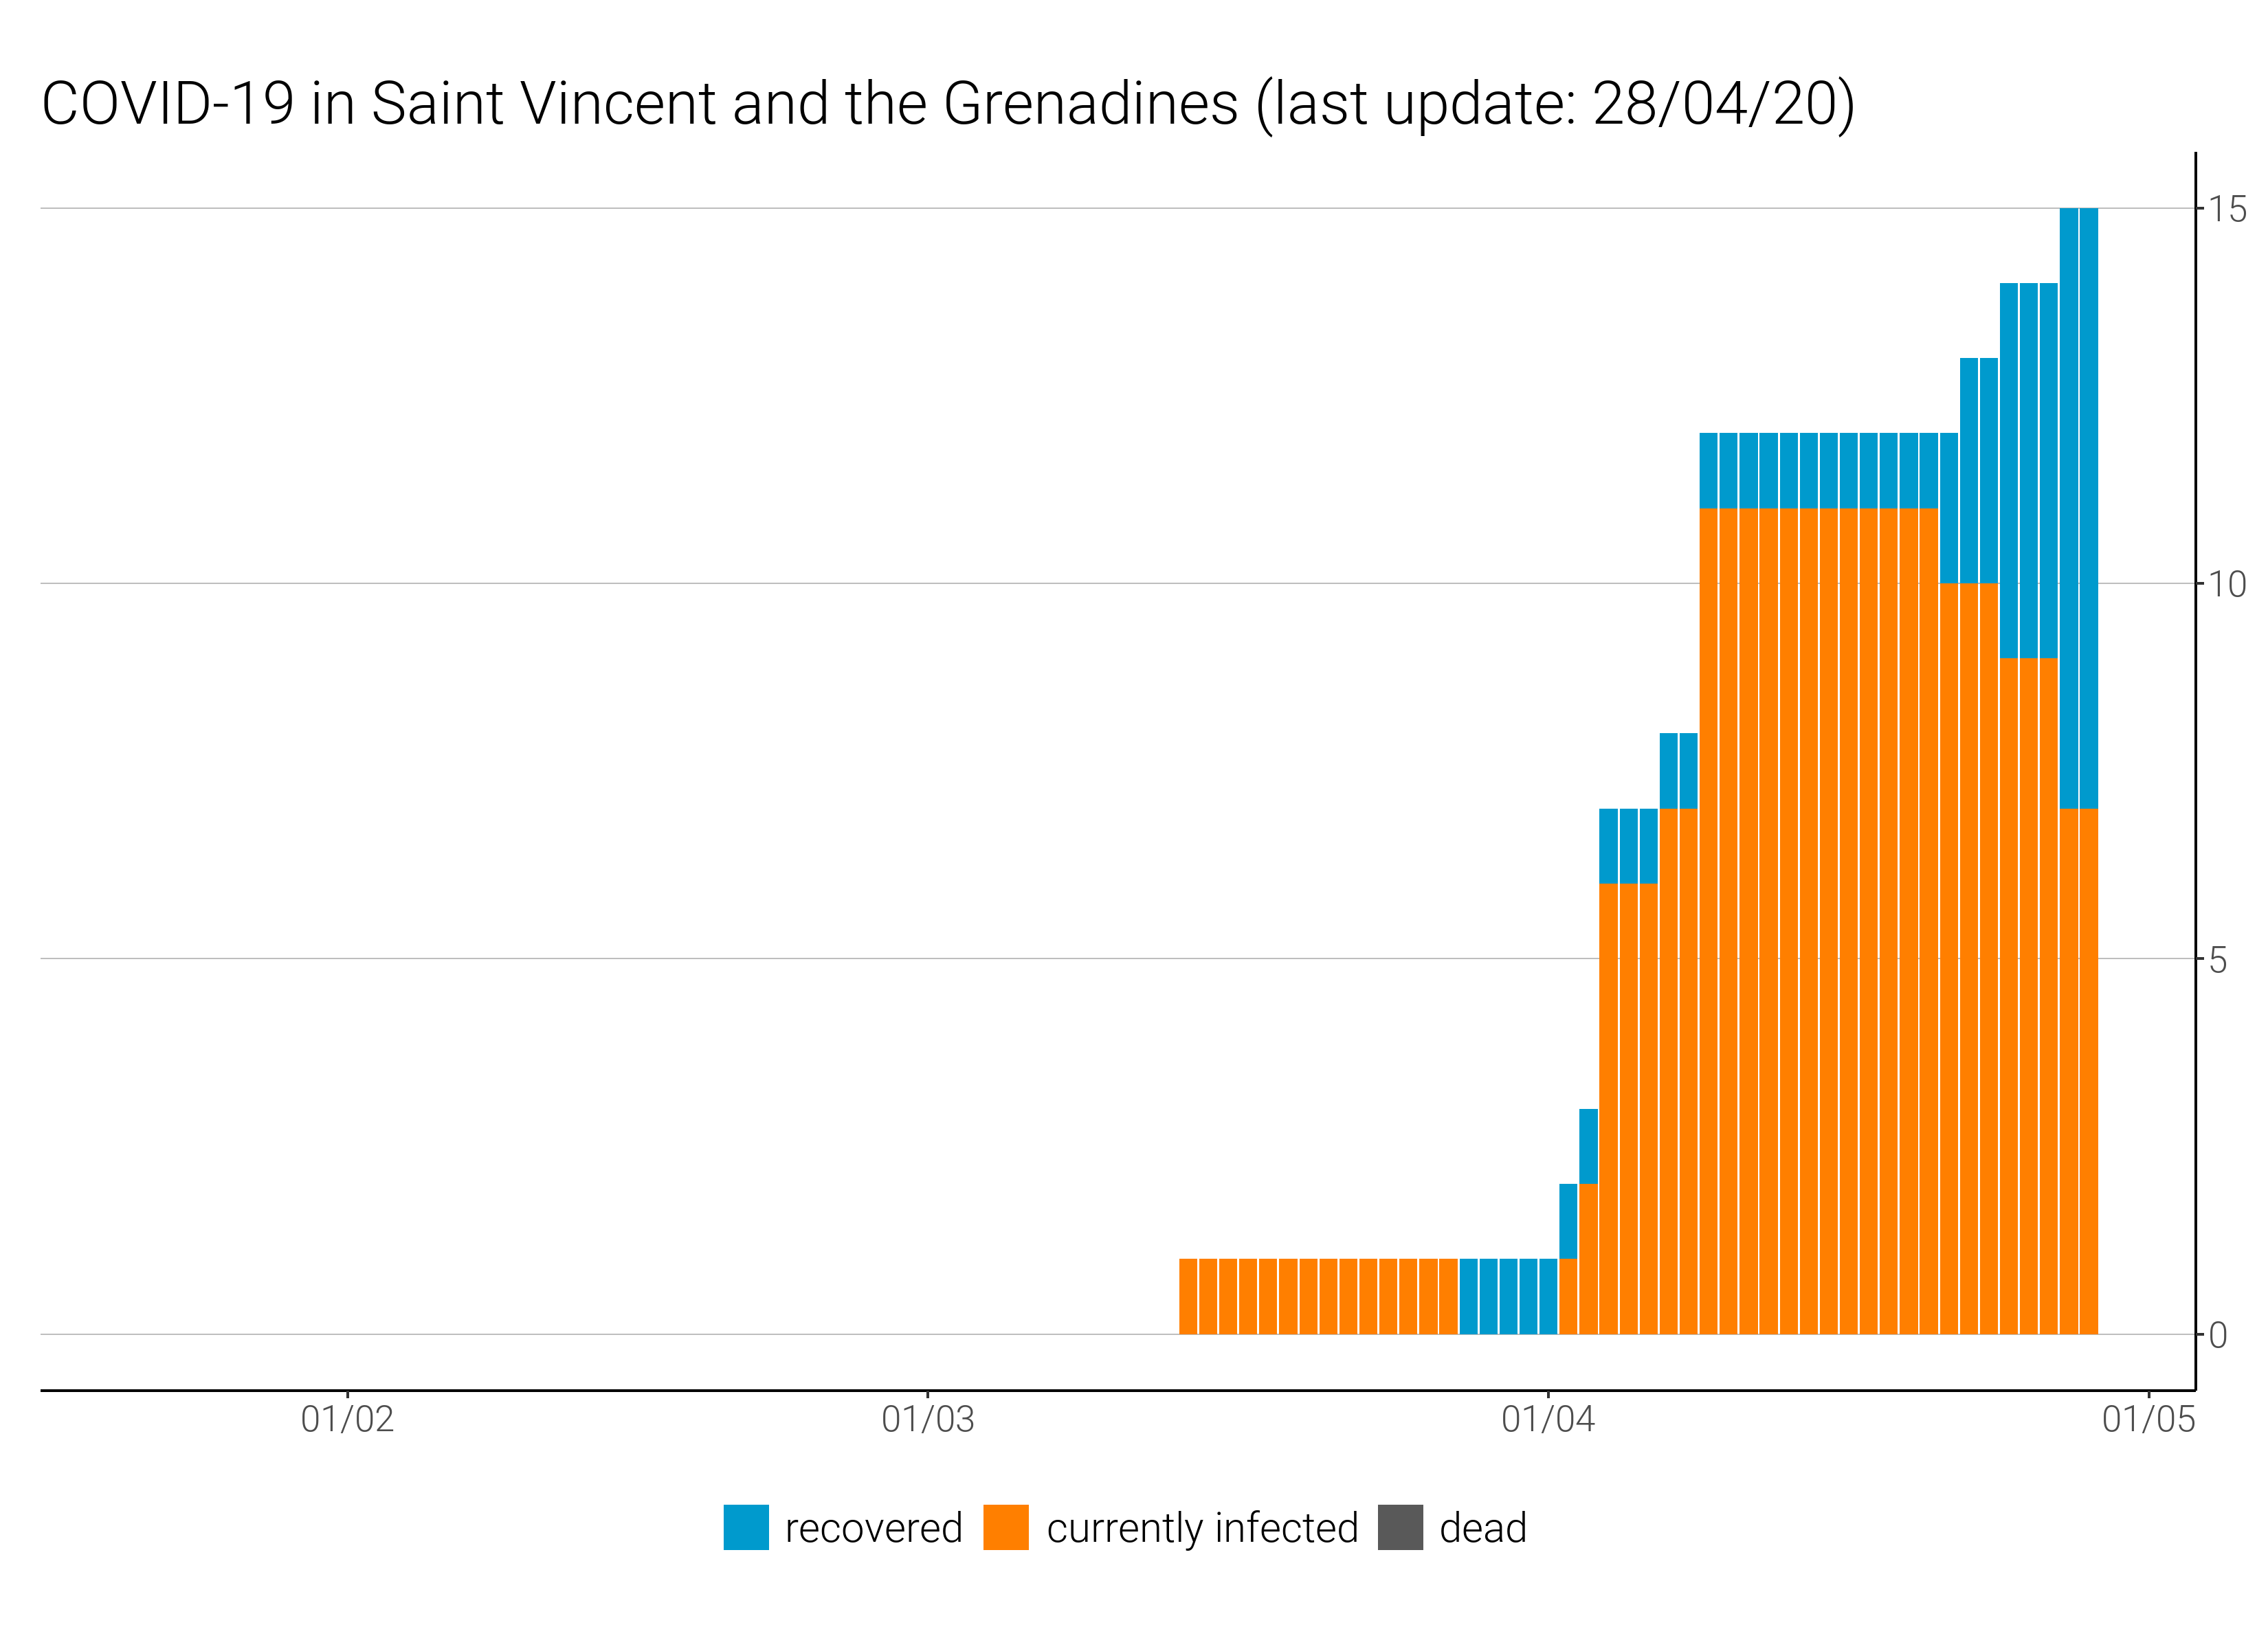 COVID-19 in Saint Vincent and the Grenadines (last update: 28/04/20)
15
10
5
0
01/02 01/03 01/04 01/05
recovered currently infected dead